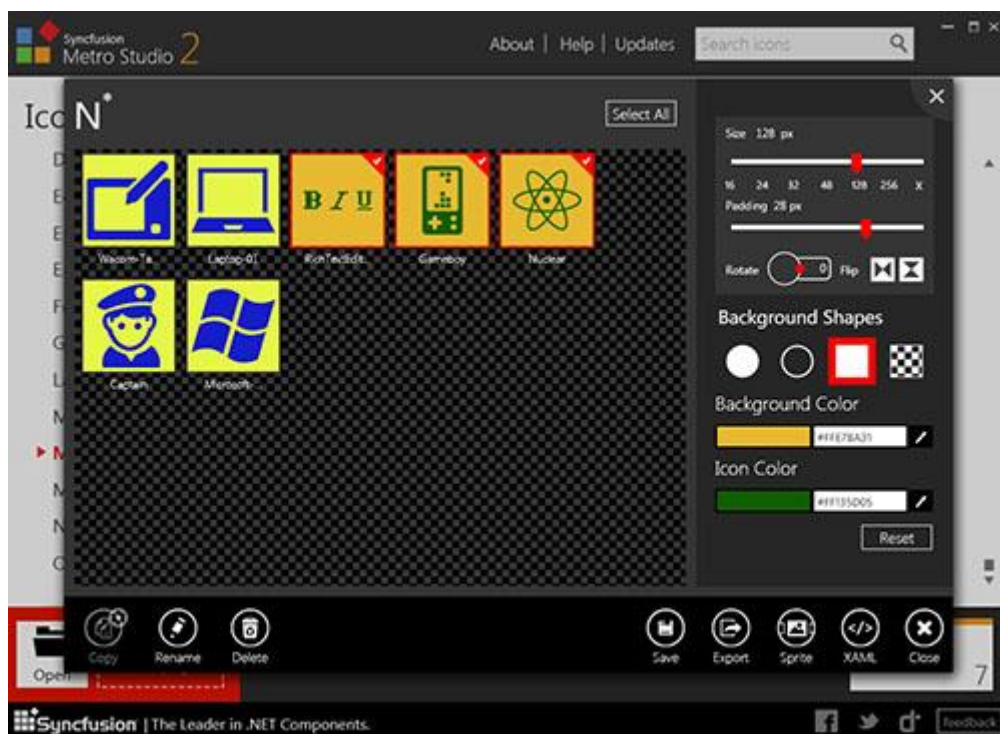 Syncfusion
Metro Studio 2
About | Help | Updates
Search icons
Ico
N*
Select All
Size 128 px
16 24 32 48 128 256 X
Padding 28 px
Rotate 0 Flip
B I U
Wacom-Ta...
Laptop-01
RichTextEdit...
Gameboy
Nuclear
Captain
Microsoft-...
Background Shapes
Background Color
Icon Color
#FF135D05
Reset
D
E
E
E
F
G
L
M
M
M
N
O
Copy
Rename
Delete
Save
Export
Sprite
</>
XAML
Close
Open
7
Syncfusion | The Leader in .NET Components.
feedback